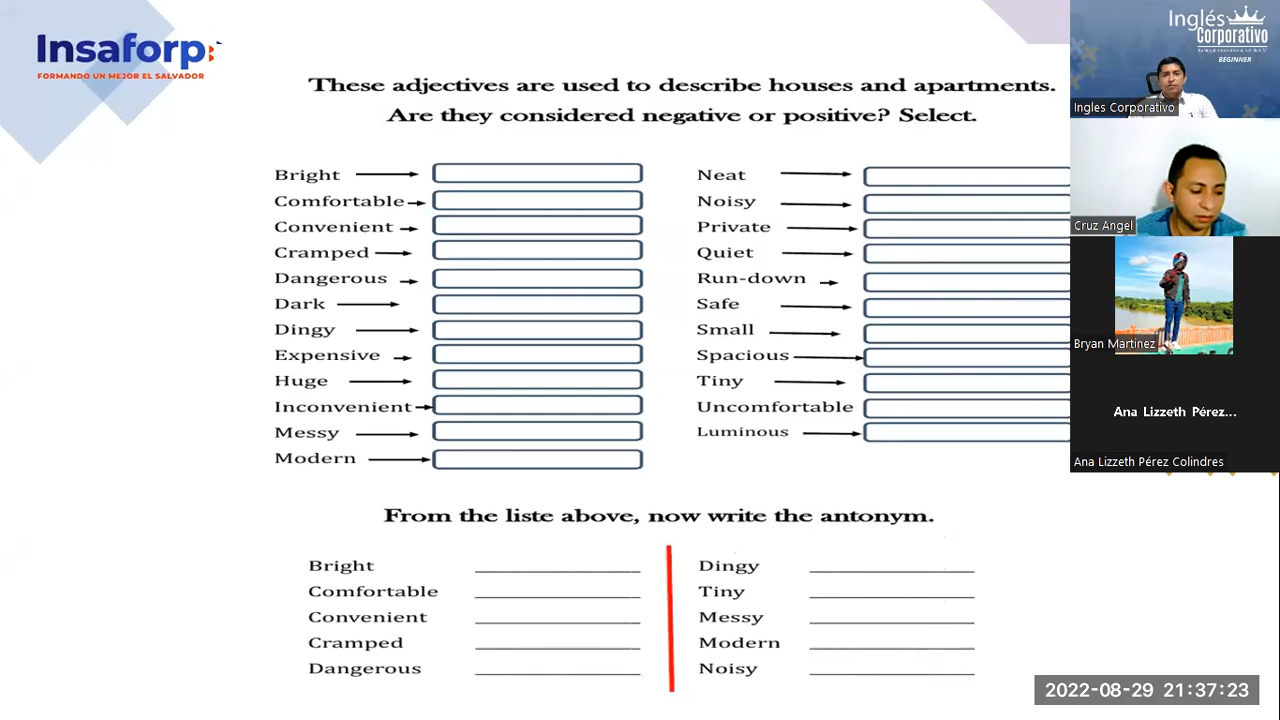 Insaforp
FORMANDO UN MEJOR EL SALVADOR
These adjectives are used to describe houses and apartments.
Are they considered negative or positive? Select.
Bright
Comfortable
Convenient
Cramped
Dangerous
Dark
Dingy
Expensive
Huge
Inconvenient
Messy
Modern
Neat
Noisy
Private
Quiet
Run-down
Safe
Small
Spacious
Tiny
Uncomfortable
Luminous
From the liste above, now write the antonym.
Bright
Comfortable
Convenient
Cramped
Dangerous
Dingy
Tiny
Messy
Modern
Noisy
Inglés
Corporativo
BEGINNER
Ingles Corporativo
Cruz Angel
Bryan Martinez
Ana Lizzeth Pérez...
Ana Lizzeth Pérez Colindres
2022-08-29 21:37:23